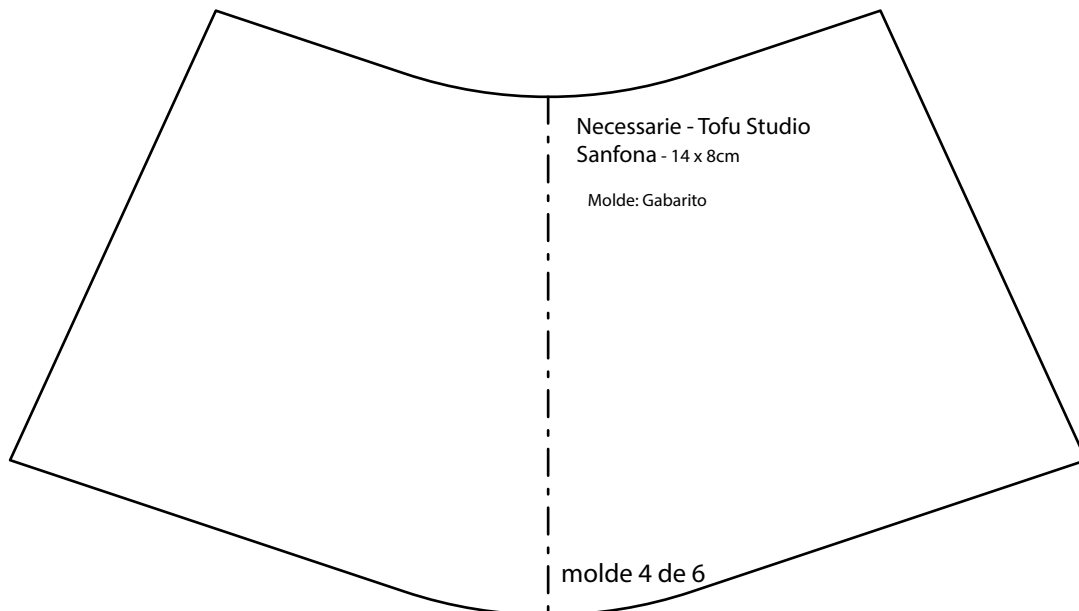 Necessarie - Tofu Studio
Sanfona - 14 x 8cm
Molde: Gabarito
molde 4 de 6